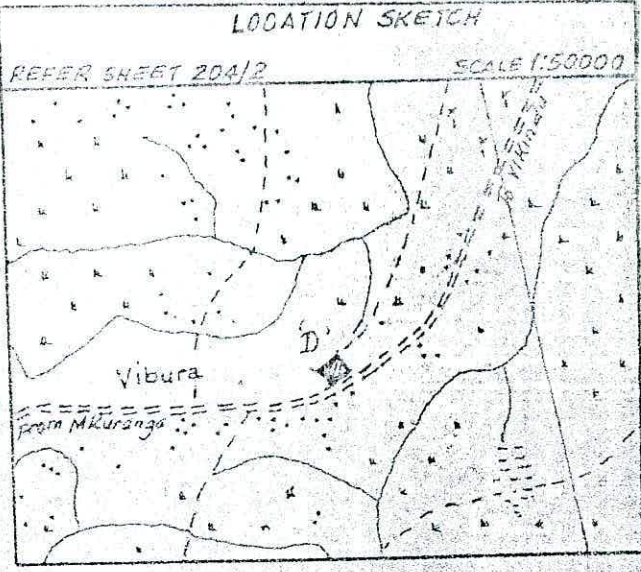 LOCATION SKETCH
REFER SHEET 204/2
SCALE 1:50000
To Vikindu
'D'
Vibura
From Mkuranga